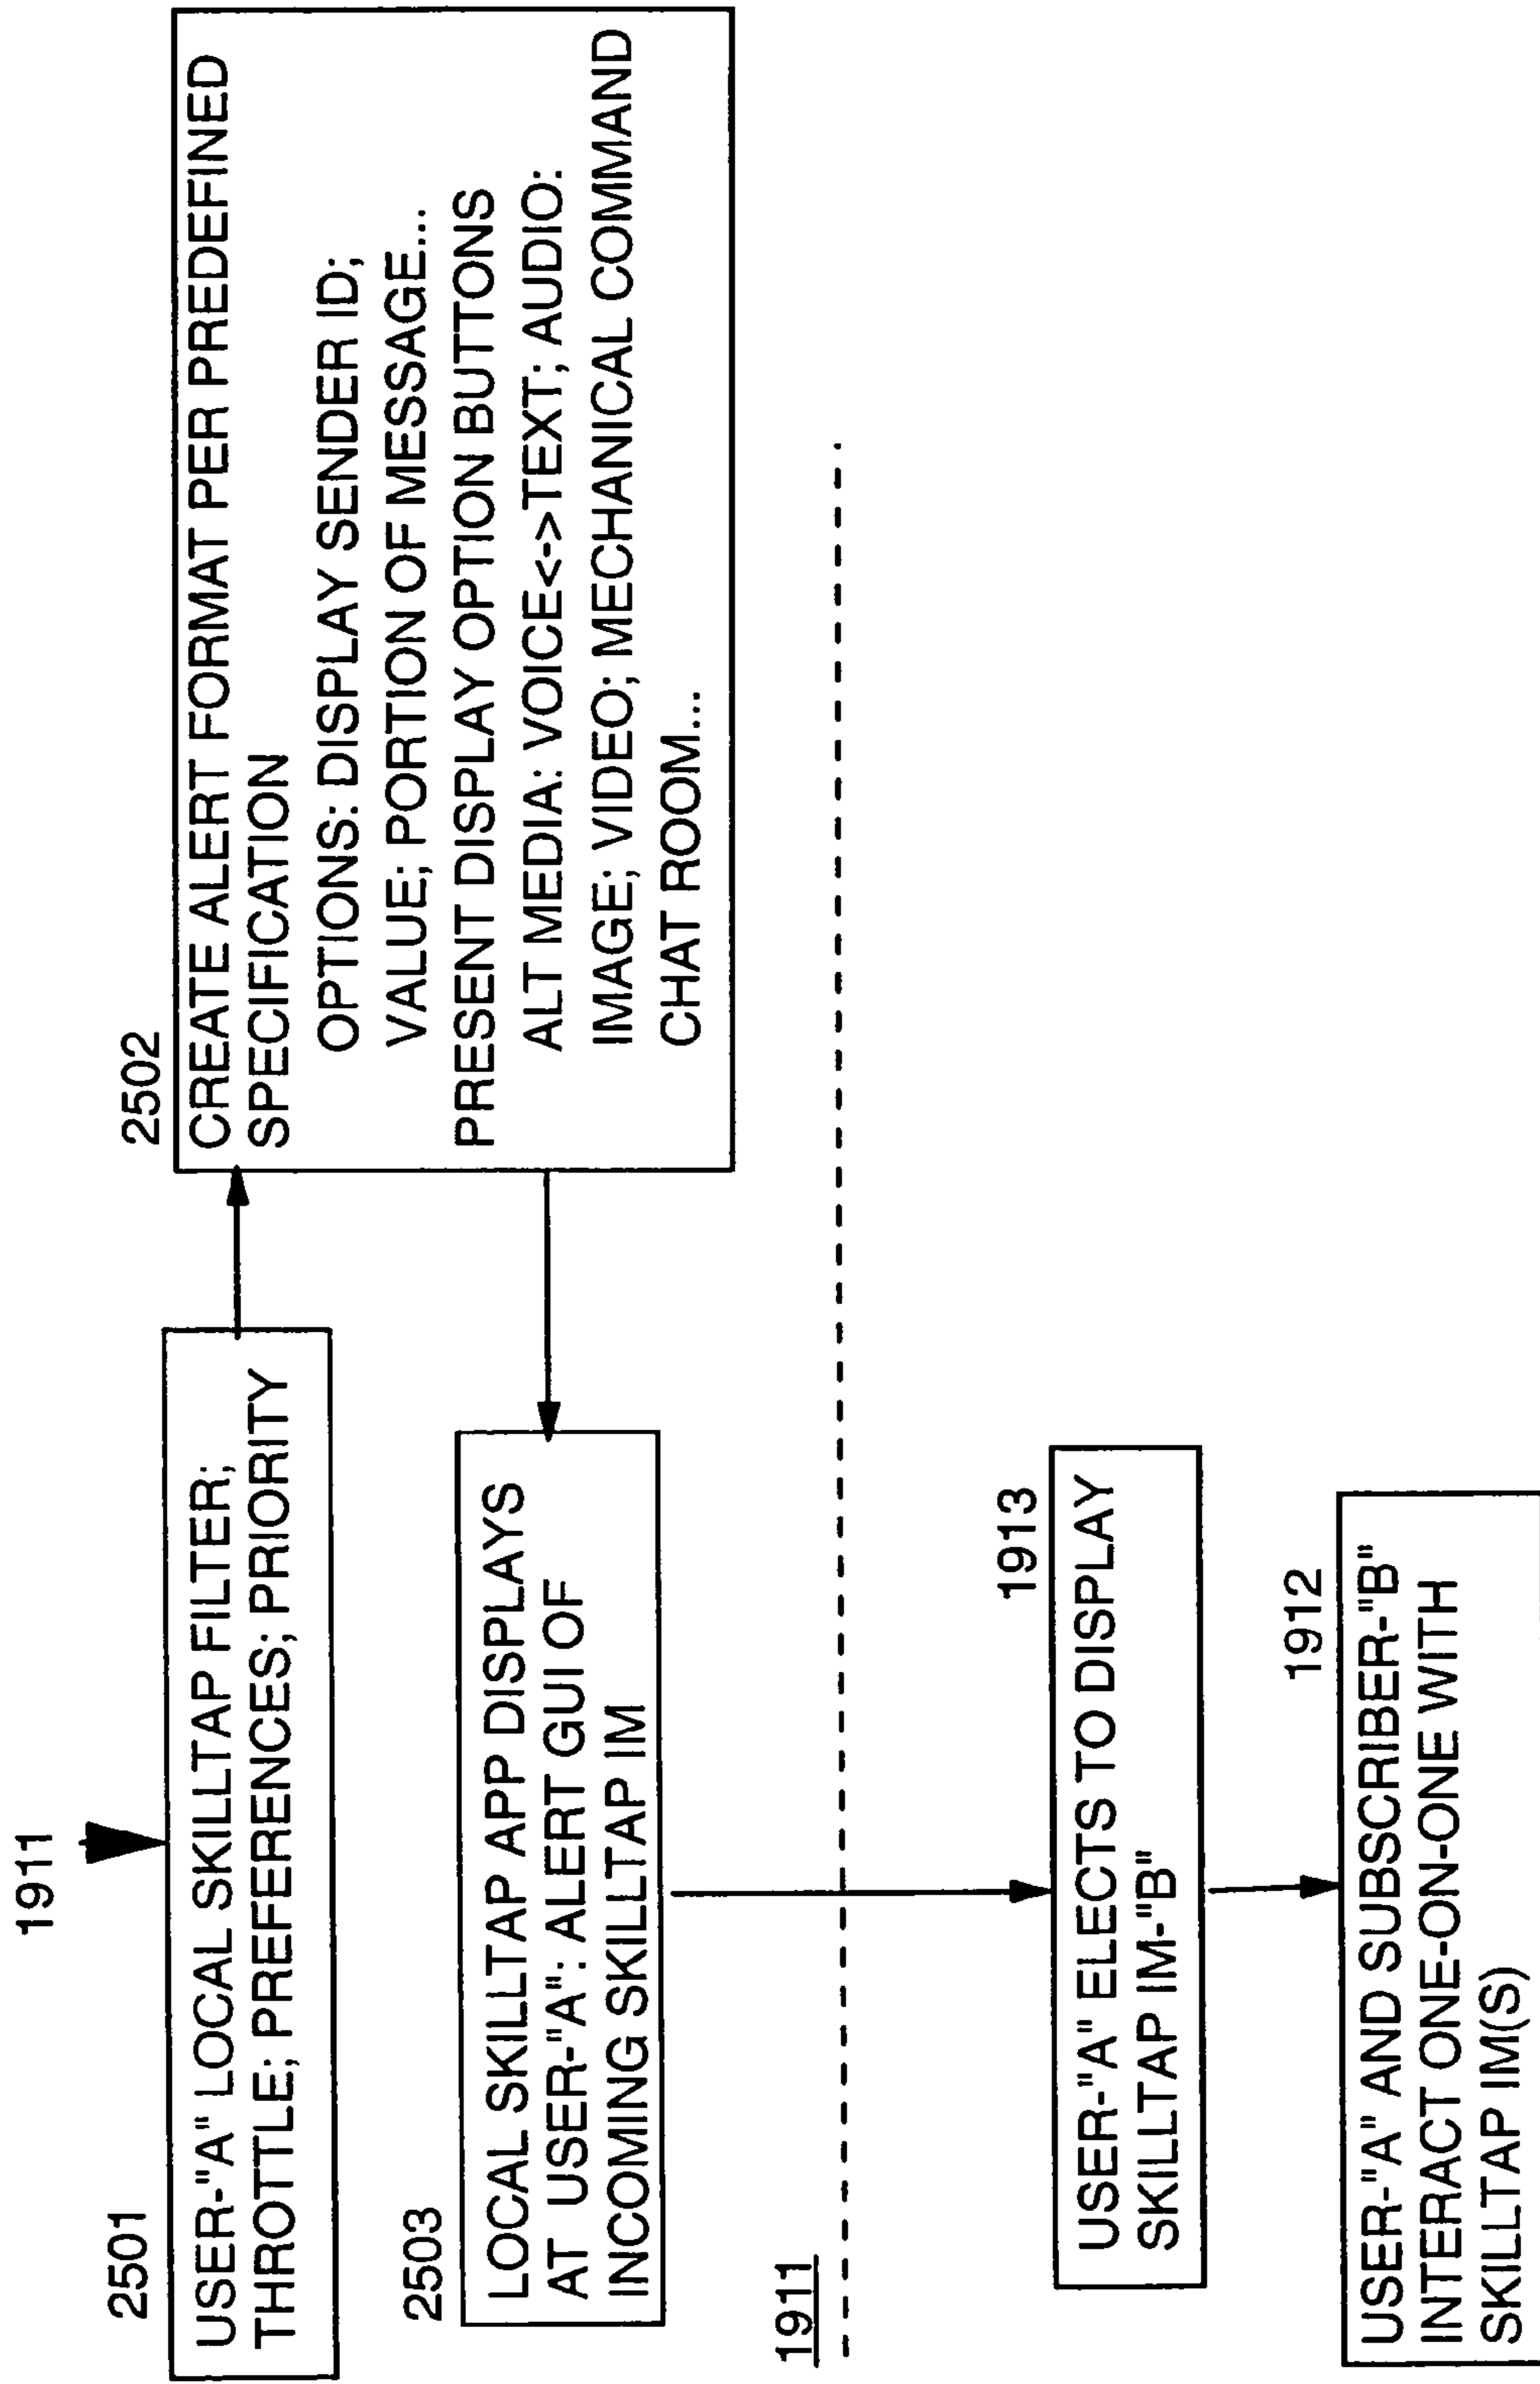 1911
2501
USER-"A" LOCAL SKILLTAP FILTER;
THROTTLE; PREFERENCES; PRIORITY
2502
CREATE ALERT FORMAT PER PREDEFINED
SPECIFICATION
OPTIONS: DISPLAY SENDER ID;
VALUE; PORTION OF MESSAGE...
PRESENT DISPLAY OPTION BUTTONS
ALT MEDIA: VOICE<->TEXT; AUDIO:
IMAGE; VIDEO; MECHANICAL COMMAND
CHAT ROOM...
2503
LOCAL SKILLTAP APP DISPLAYS
AT USER-"A": ALERT GUI OF
INCOMING SKILLTAP IM
1911
1913
USER-"A" ELECTS TO DISPLAY
SKILLTAP IM-"B"
1912
USER-"A" AND SUBSCRIBER-"B"
INTERACT ONE-ON-ONE WITH
SKILLTAP IM(S)